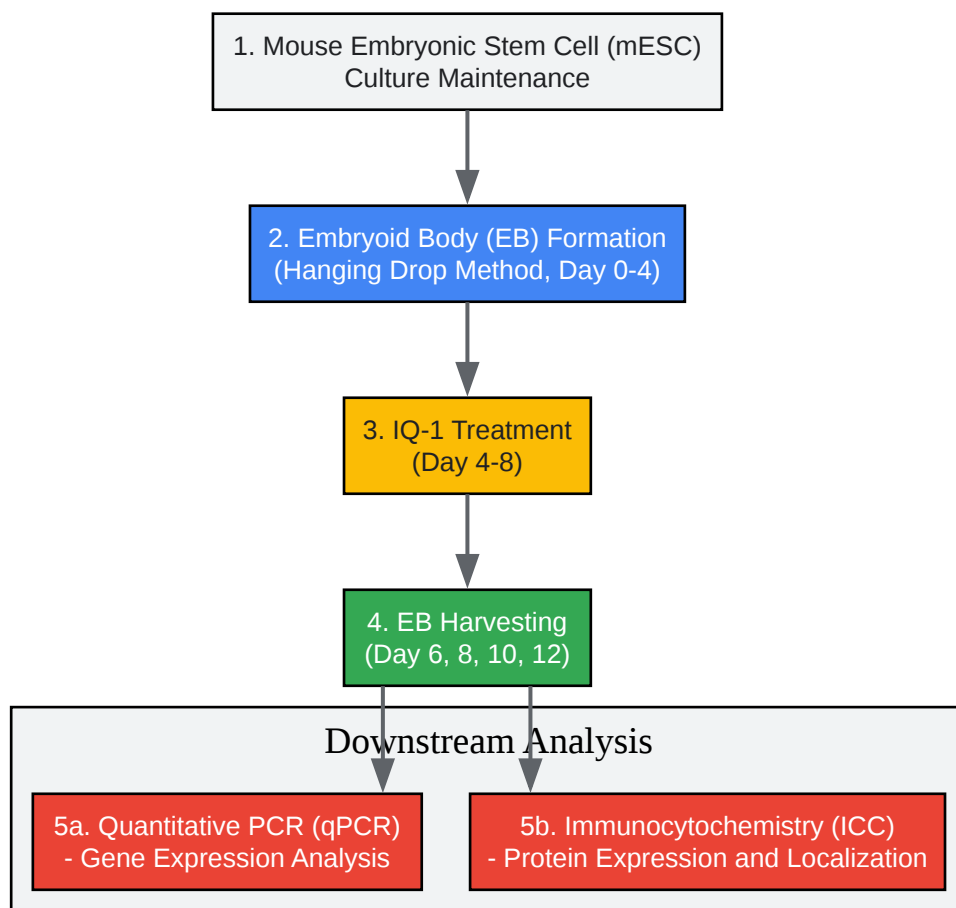 1. Mouse Embryonic Stem Cell (mESC)
Culture Maintenance
2. Embryoid Body (EB) Formation
(Hanging Drop Method, Day 0-4)
3. IQ-1 Treatment
(Day 4-8)
4. EB Harvesting
(Day 6, 8, 10, 12)
Downstream Analysis
5a. Quantitative PCR (qPCR)
- Gene Expression Analysis
5b. Immunocytochemistry (ICC)
- Protein Expression and Localization